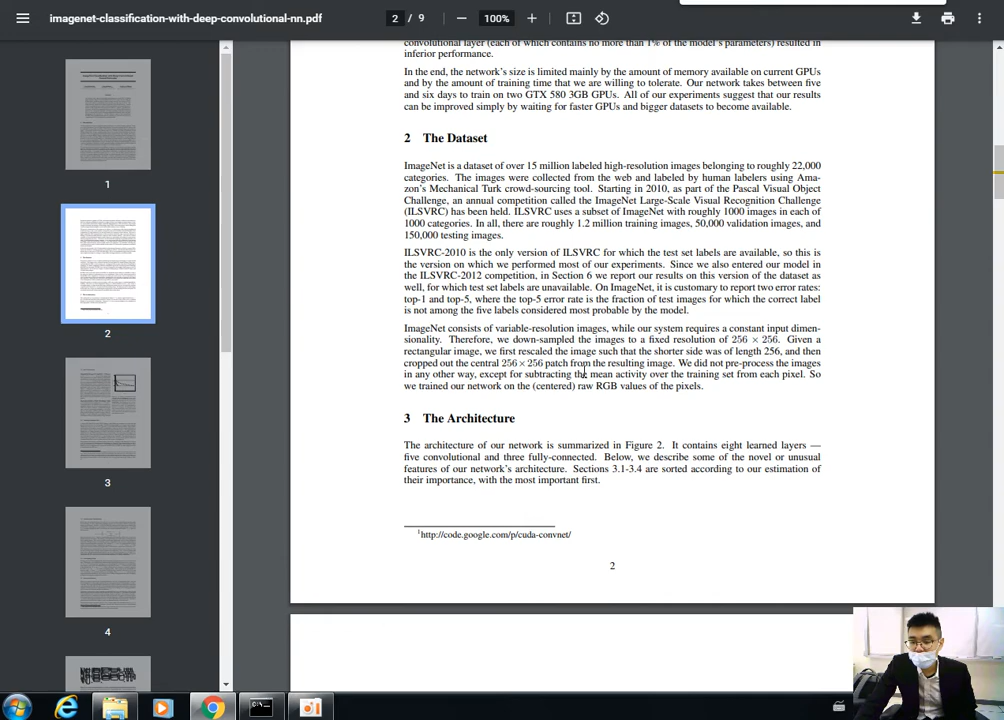 imagenet-classification-with-deep-convolutional-nn.pdf
2 / 9
100%
convolutional layer (each of which contains no more than 1% of the model's parameters) resulted in
inferior performance.
In the end, the network's size is limited mainly by the amount of memory available on current GPUs
and by the amount of training time that we are willing to tolerate. Our network takes between five
and six days to train on two GTX 580 3GB GPUs. All of our experiments suggest that our results
can be improved simply by waiting for faster GPUs and bigger datasets to become available.
2 The Dataset
ImageNet is a dataset of over 15 million labeled high-resolution images belonging to roughly 22,000
categories. The images were collected from the web and labeled by human labelers using Ama-
zon's Mechanical Turk crowd-sourcing tool. Starting in 2010, as part of the Pascal Visual Object
Challenge, an annual competition called the ImageNet Large-Scale Visual Recognition Challenge
(ILSVRC) has been held. ILSVRC uses a subset of ImageNet with roughly 1000 images in each of
1000 categories. In all, there are roughly 1.2 million training images, 50,000 validation images, and
150,000 testing images.
ILSVRC-2010 is the only version of ILSVRC for which the test set labels are available, so this is
the version on which we performed most of our experiments. Since we also entered our model in
the ILSVRC-2012 competition, in Section 6 we report our results on this version of the dataset as
well, for which test set labels are unavailable. On ImageNet, it is customary to report two error rates:
top-1 and top-5, where the top-5 error rate is the fraction of test images for which the correct label
is not among the five labels considered most probable by the model.
ImageNet consists of variable-resolution images, while our system requires a constant input dimen-
sionality. Therefore, we down-sampled the images to a fixed resolution of 256 × 256. Given a
rectangular image, we first rescaled the image such that the shorter side was of length 256, and then
cropped out the central 256 × 256 patch from the resulting image. We did not pre-process the images
in any other way, except for subtracting the mean activity over the training set from each pixel. So
we trained our network on the (centered) raw RGB values of the pixels.
3 The Architecture
The architecture of our network is summarized in Figure 2. It contains eight learned layers —
five convolutional and three fully-connected. Below, we describe some of the novel or unusual
features of our network's architecture. Sections 3.1-3.4 are sorted according to our estimation of
their importance, with the most important first.
1http://code.google.com/p/cuda-convnet/
2
1
2
3
4